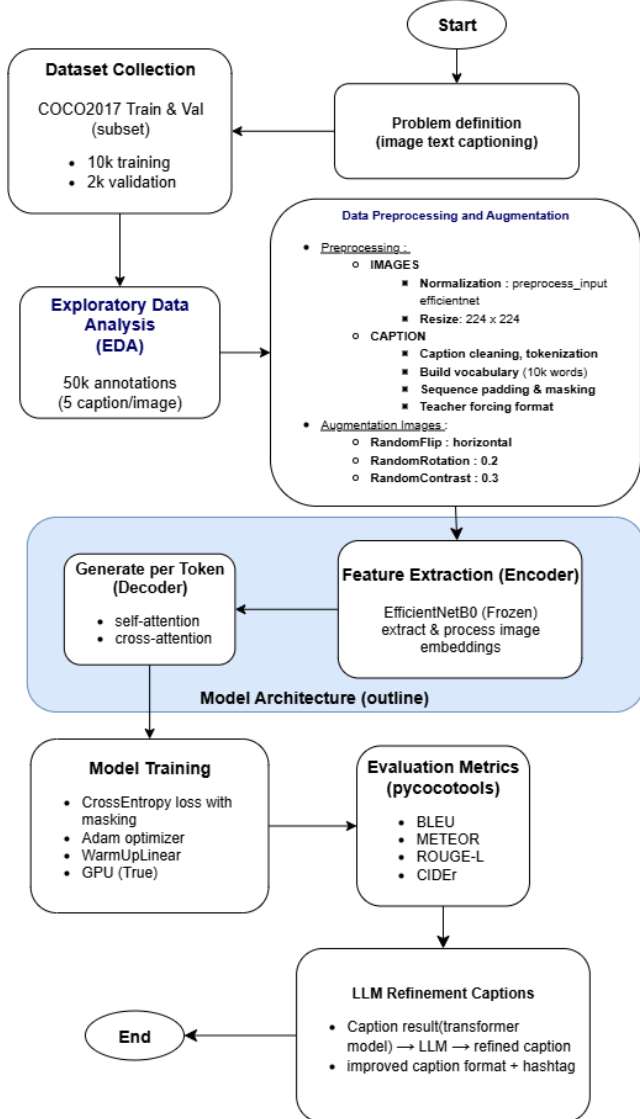 Start
Problem definition
(image text captioning)
Dataset Collection
COCO2017 Train & Val
(subset)
• 10k training
• 2k validation
Exploratory Data
Analysis
(EDA)
50k annotations
(5 caption/image)
Data Preprocessing and Augmentation
• Preprocessing :
o IMAGES
▪ Normalization : preprocess_input
efficientnet
▪ Resize: 224 x 224
o CAPTION
▪ Caption cleaning, tokenization
▪ Build vocabulary (10k words)
▪ Sequence padding & masking
▪ Teacher forcing format
• Augmentation Images :
o RandomFlip : horizontal
o RandomRotation : 0.2
o RandomContrast : 0.3
Feature Extraction (Encoder)
EfficientNetB0 (Frozen)
extract & process image
embeddings
Generate per Token
(Decoder)
• self-attention
• cross-attention
Model Architecture (outline)
Model Training
• CrossEntropy loss with
masking
• Adam optimizer
• WarmUpLinear
• GPU (True)
Evaluation Metrics
(pycocotools)
• BLEU
• METEOR
• ROUGE-L
• CIDEr
LLM Refinement Captions
• Caption result(transformer
model) → LLM → refined caption
• improved caption format + hashtag
End